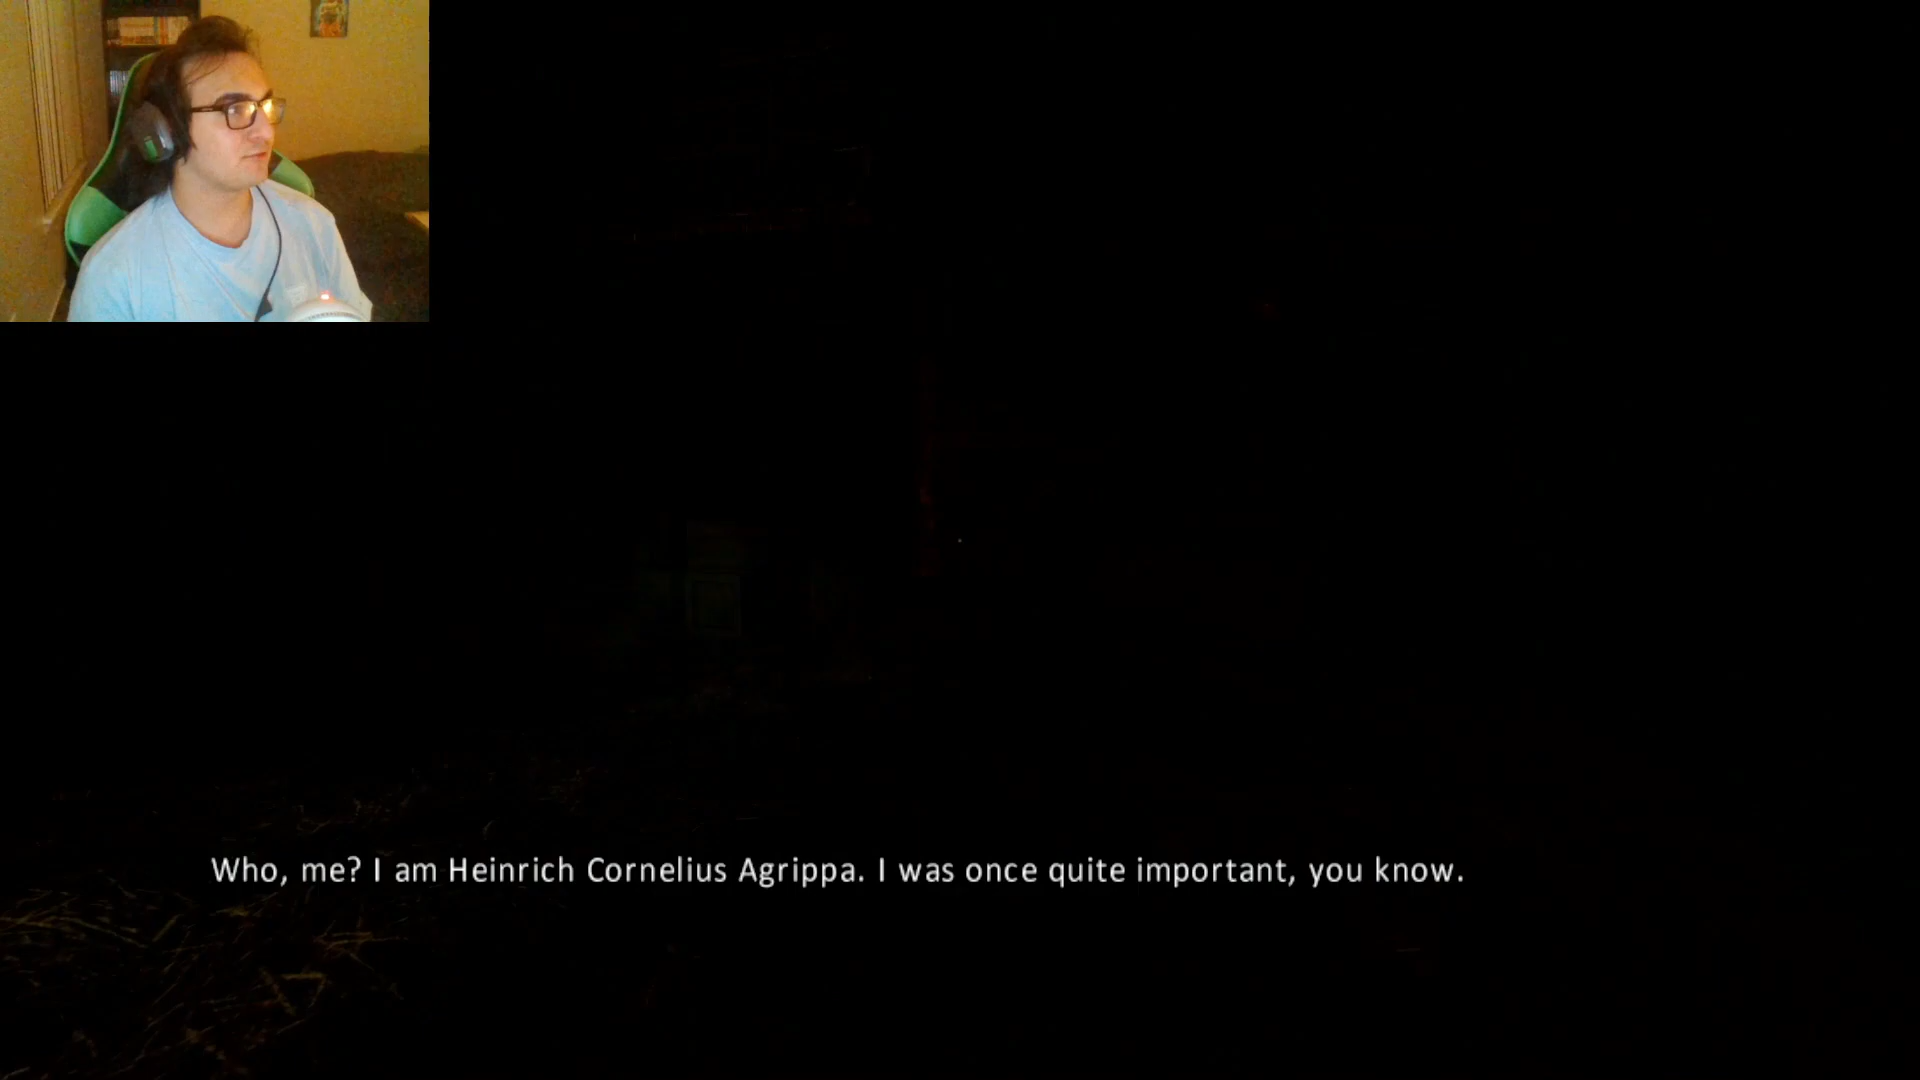 Who, me? I am Heinrich Cornelius Agrippa. I was once quite important, you know.